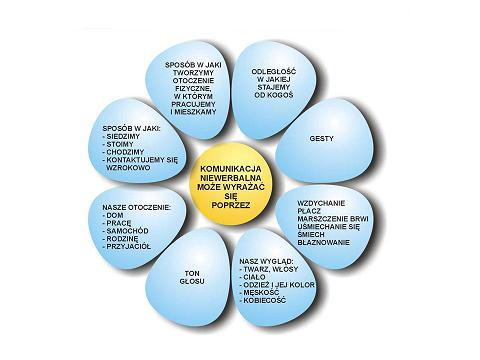 KOMUNIKACJA
NIEWERBALNA
MOŻE WYRAŻAĆ
SIĘ
POPRZEZ
SPOSÓB W JAKI
TWORZYMY
OTOCZENIE
FIZYCZNE,
W KTÓRYM
PRACUJEMY
I MIESZKAMY
ODLEGŁOŚĆ
W JAKIEJ
STAJEMY
OD KOGOŚ
GESTY
WZDYCHANIE
PŁACZ
MARSZCZENIE BRWI
UŚMIECHANIE SIĘ
ŚMIECH
BŁAZNOWANIE
NASZ WYGLĄD:
- TWARZ, WŁOSY
- CIAŁO
- ODZIEŻ I JEJ KOLOR
- MĘSKOŚĆ
- KOBIECOŚĆ
TON
GŁOSU
NASZE OTOCZENIE:
- DOM
- PRACĘ
- SAMOCHÓD
- RODZINĘ
- PRZYJACIÓŁ
SPOSÓB W JAKI:
- SIEDZIMY
- STOIMY
- CHODZIMY
- KONTAKTUJEMY SIĘ
WZROKOWO